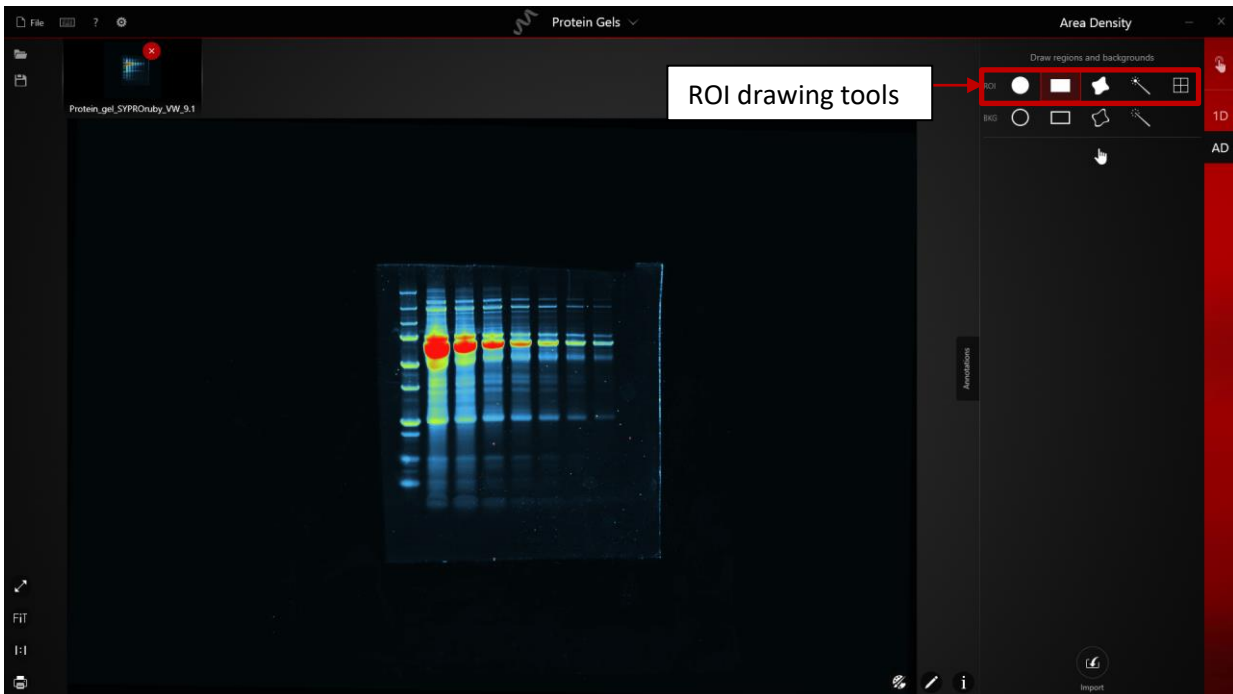 File
?
Protein Gels
Area Density
Protein_gel_SYPROruby_VW_9.1
ROI drawing tools
Draw regions and backgrounds
ROI
BKG
1D
AD
Annotations
FiT
1:1
i
Import